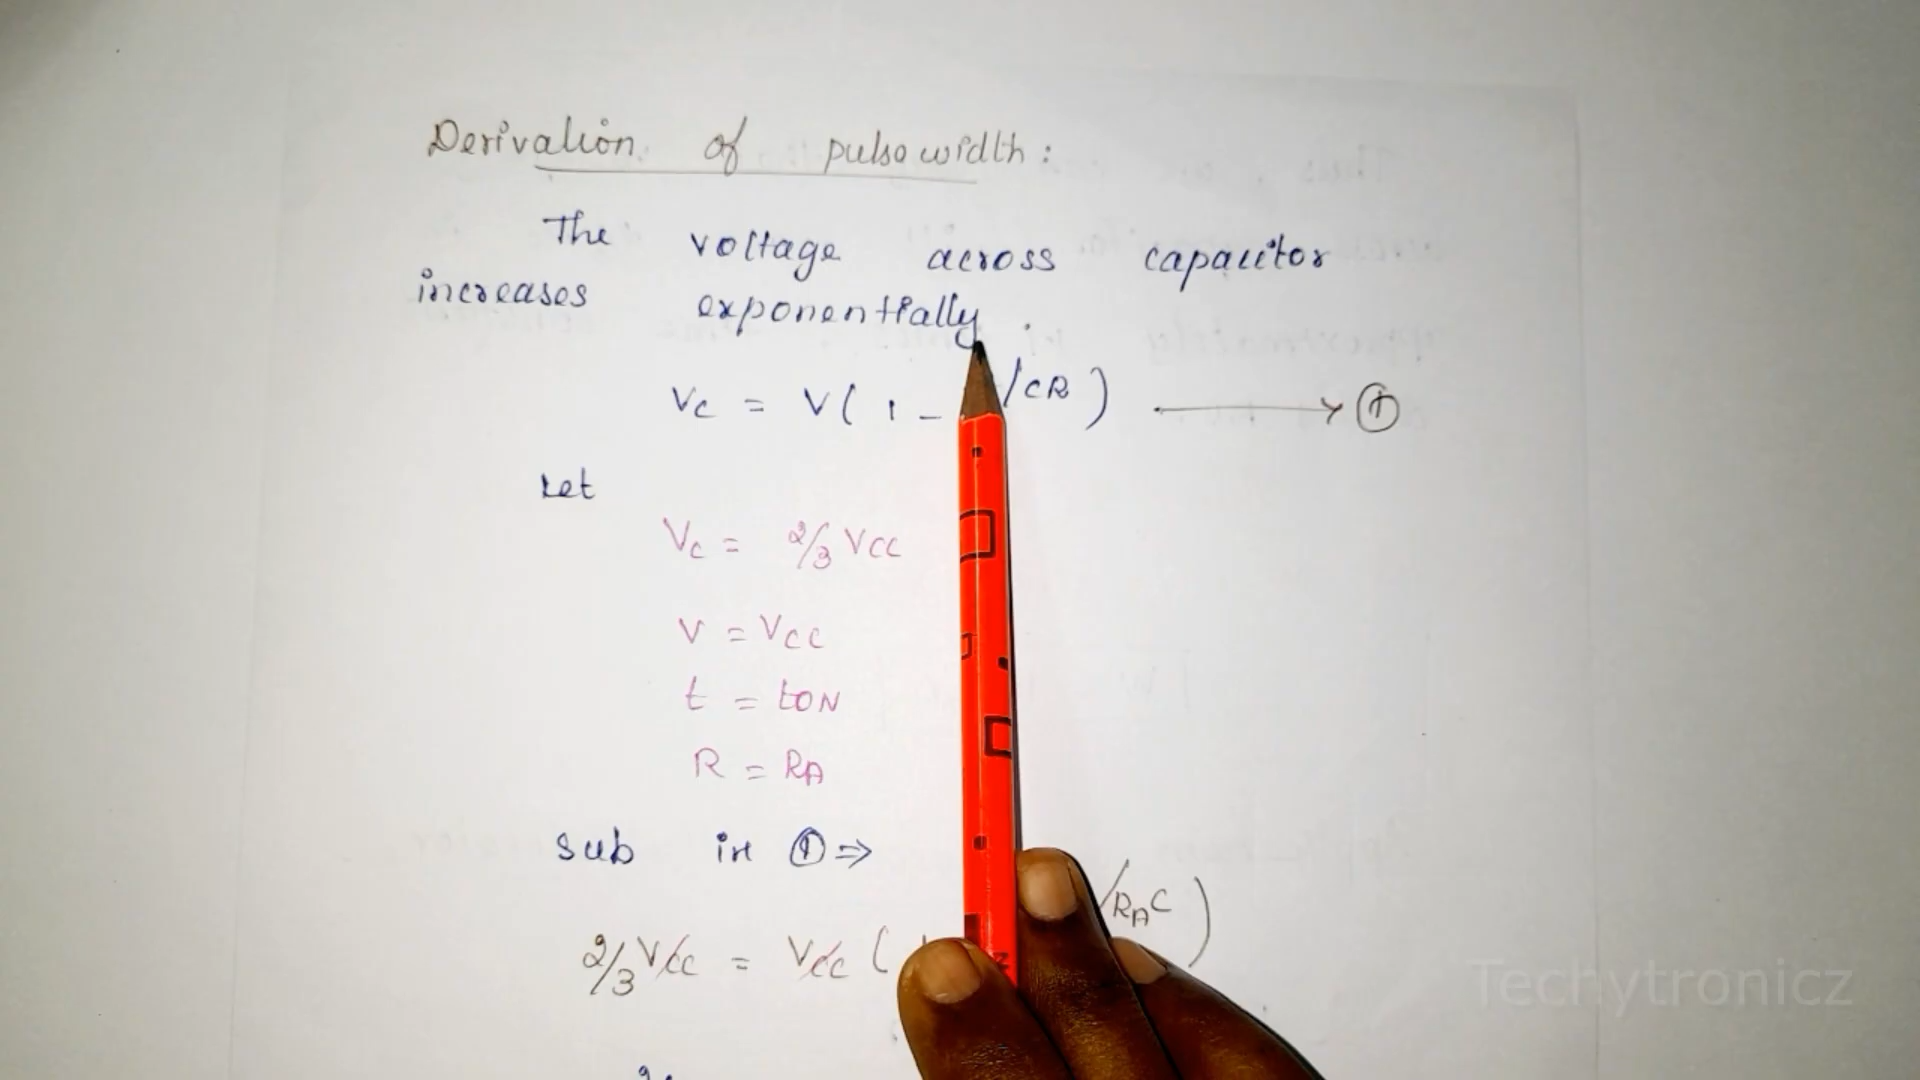 Derivation of pulsewidth:
The voltage across capacitor
increases exponentially.
Vc = V( 1 - /CR ) → ①
Let
Vc = 2/3 Vcc
V = Vcc
t = tON
R = RA
Sub in ① ⇒
2/3 Vcc = Vcc ( /RAC )
Techytronicz